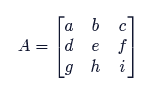 A = [a b c
d e f
g h i]